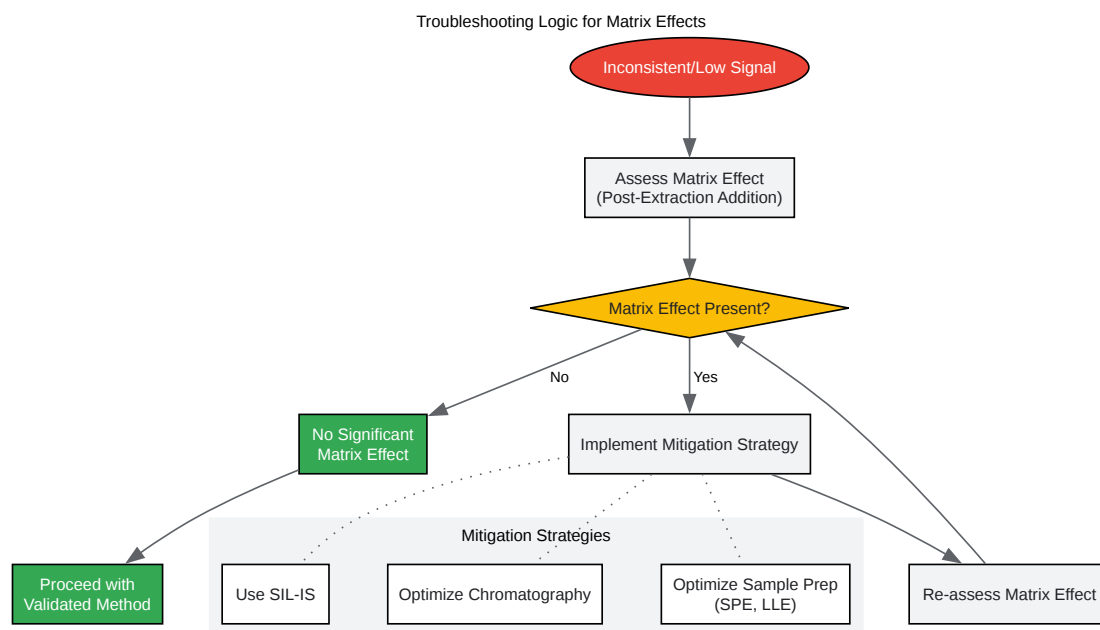 Troubleshooting Logic for Matrix Effects
Inconsistent/Low Signal
Assess Matrix Effect
(Post-Extraction Addition)
Matrix Effect Present?
No
Yes
No Significant
Matrix Effect
Implement Mitigation Strategy
Mitigation Strategies
Proceed with
Validated Method
Use SIL-IS
Optimize Chromatography
Optimize Sample Prep
(SPE, LLE)
Re-assess Matrix Effect